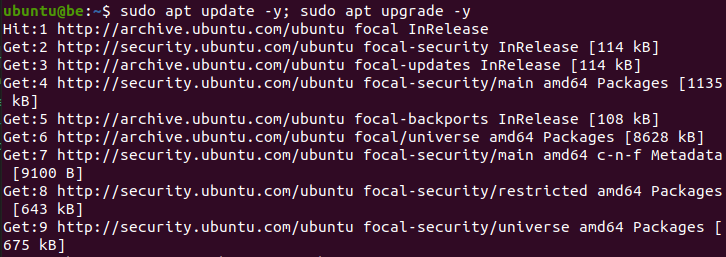 ubuntu@be:~$ sudo apt update -y; sudo apt upgrade -y
Hit:1 http://archive.ubuntu.com/ubuntu focal InRelease
Get:2 http://security.ubuntu.com/ubuntu focal-security InRelease [114 kB]
Get:3 http://archive.ubuntu.com/ubuntu focal-updates InRelease [114 kB]
Get:4 http://security.ubuntu.com/ubuntu focal-security/main amd64 Packages [1135
 kB]
Get:5 http://archive.ubuntu.com/ubuntu focal-backports InRelease [108 kB]
Get:6 http://archive.ubuntu.com/ubuntu focal/universe amd64 Packages [8628 kB]
Get:7 http://security.ubuntu.com/ubuntu focal-security/main amd64 c-n-f Metadata
 [9100 B]
Get:8 http://security.ubuntu.com/ubuntu focal-security/restricted amd64 Packages
 [643 kB]
Get:9 http://security.ubuntu.com/ubuntu focal-security/universe amd64 Packages [
675 kB]